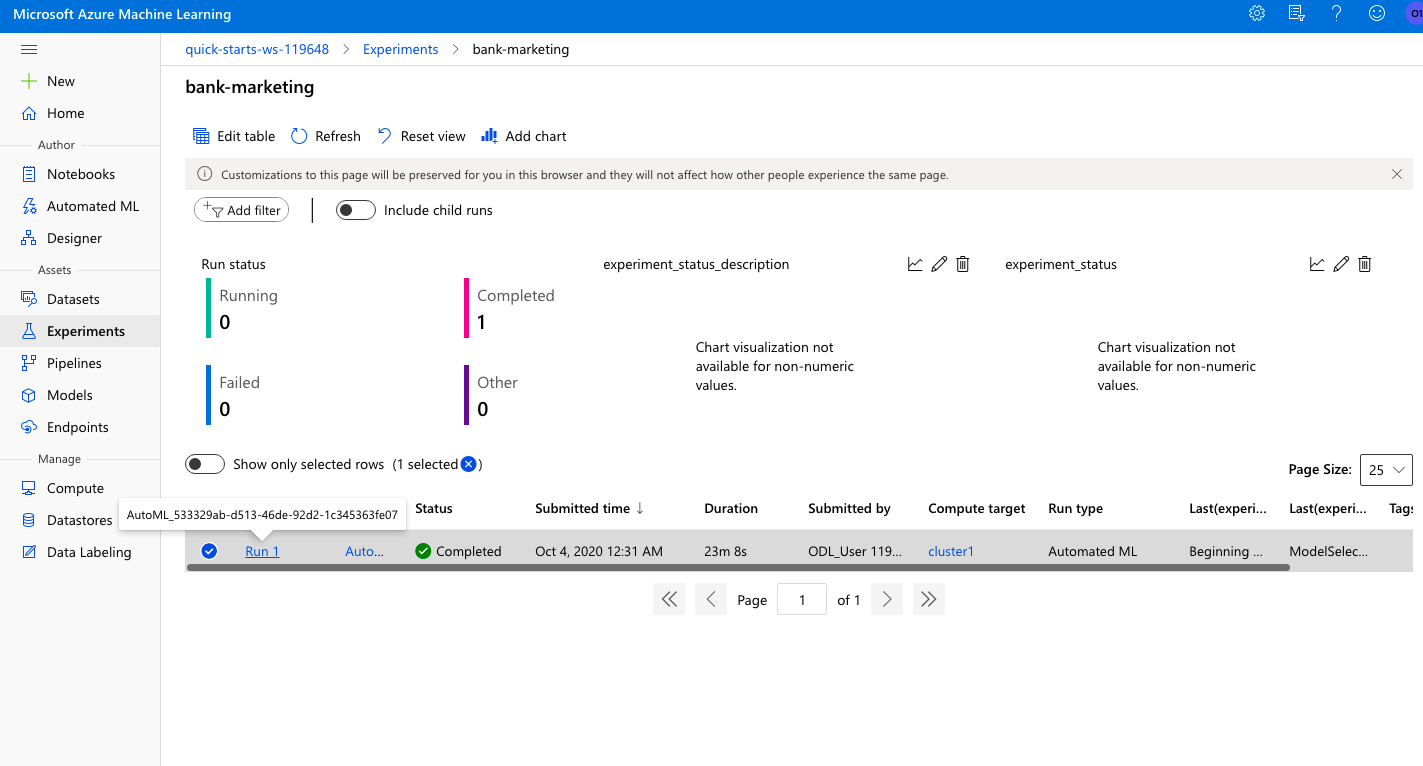 Microsoft Azure Machine Learning
quick-starts-ws-119648 > Experiments > bank-marketing
New
Home
Author
Notebooks
Automated ML
Designer
Assets
Datasets
Experiments
Pipelines
Models
Endpoints
Manage
Compute
Datastores
Data Labeling
bank-marketing
Edit table Refresh Reset view Add chart
Customizations to this page will be preserved for you in this browser and they will not affect how other people experience the same page.
Add filter Include child runs
Run status
Running
0
Completed
1
Failed
0
Other
0
experiment_status_description
Chart visualization not
available for non-numeric
values.
experiment_status
Chart visualization not
available for non-numeric
values.
Show only selected rows (1 selected )
Page Size: 25
AutoML_533329ab-d513-46de-92d2-1c345363fe07
Status Submitted time ↓ Duration Submitted by Compute target Run type Last(experi... Last(experi... Tags
Run 1 Auto... Completed Oct 4, 2020 12:31 AM 23m 8s ODL_User 119... cluster1 Automated ML Beginning ... ModelSelec...
Page 1 of 1